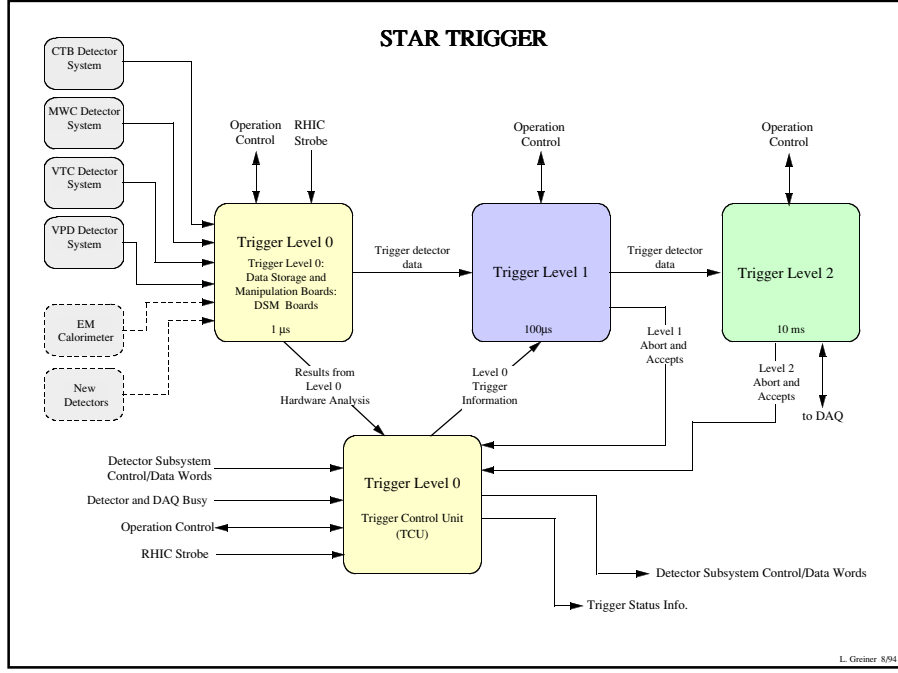 STAR TRIGGER
CTB Detector
System
MWC Detector
System
VTC Detector
System
VPD Detector
System
EM
Calorimeter
New
Detectors
Operation
Control
RHIC
Strobe
Operation
Control
Operation
Control
Trigger Level 0
Trigger Level 0:
Data Storage and
Manipulation Boards:
DSM Boards
1 µs
Trigger detector
data
Trigger Level 1
100µs
Trigger detector
data
Trigger Level 2
10 ms
Results from
Level 0
Hardware Analysis
Level 0
Trigger
Information
Level 1
Abort and
Accepts
Level 2
Abort and
Accepts
to DAQ
Detector Subsystem
Control/Data Words
Detector and DAQ Busy
Operation Control
RHIC Strobe
Trigger Level 0
Trigger Control Unit
(TCU)
Detector Subsystem Control/Data Words
Trigger Status Info.
L. Greiner 8/94